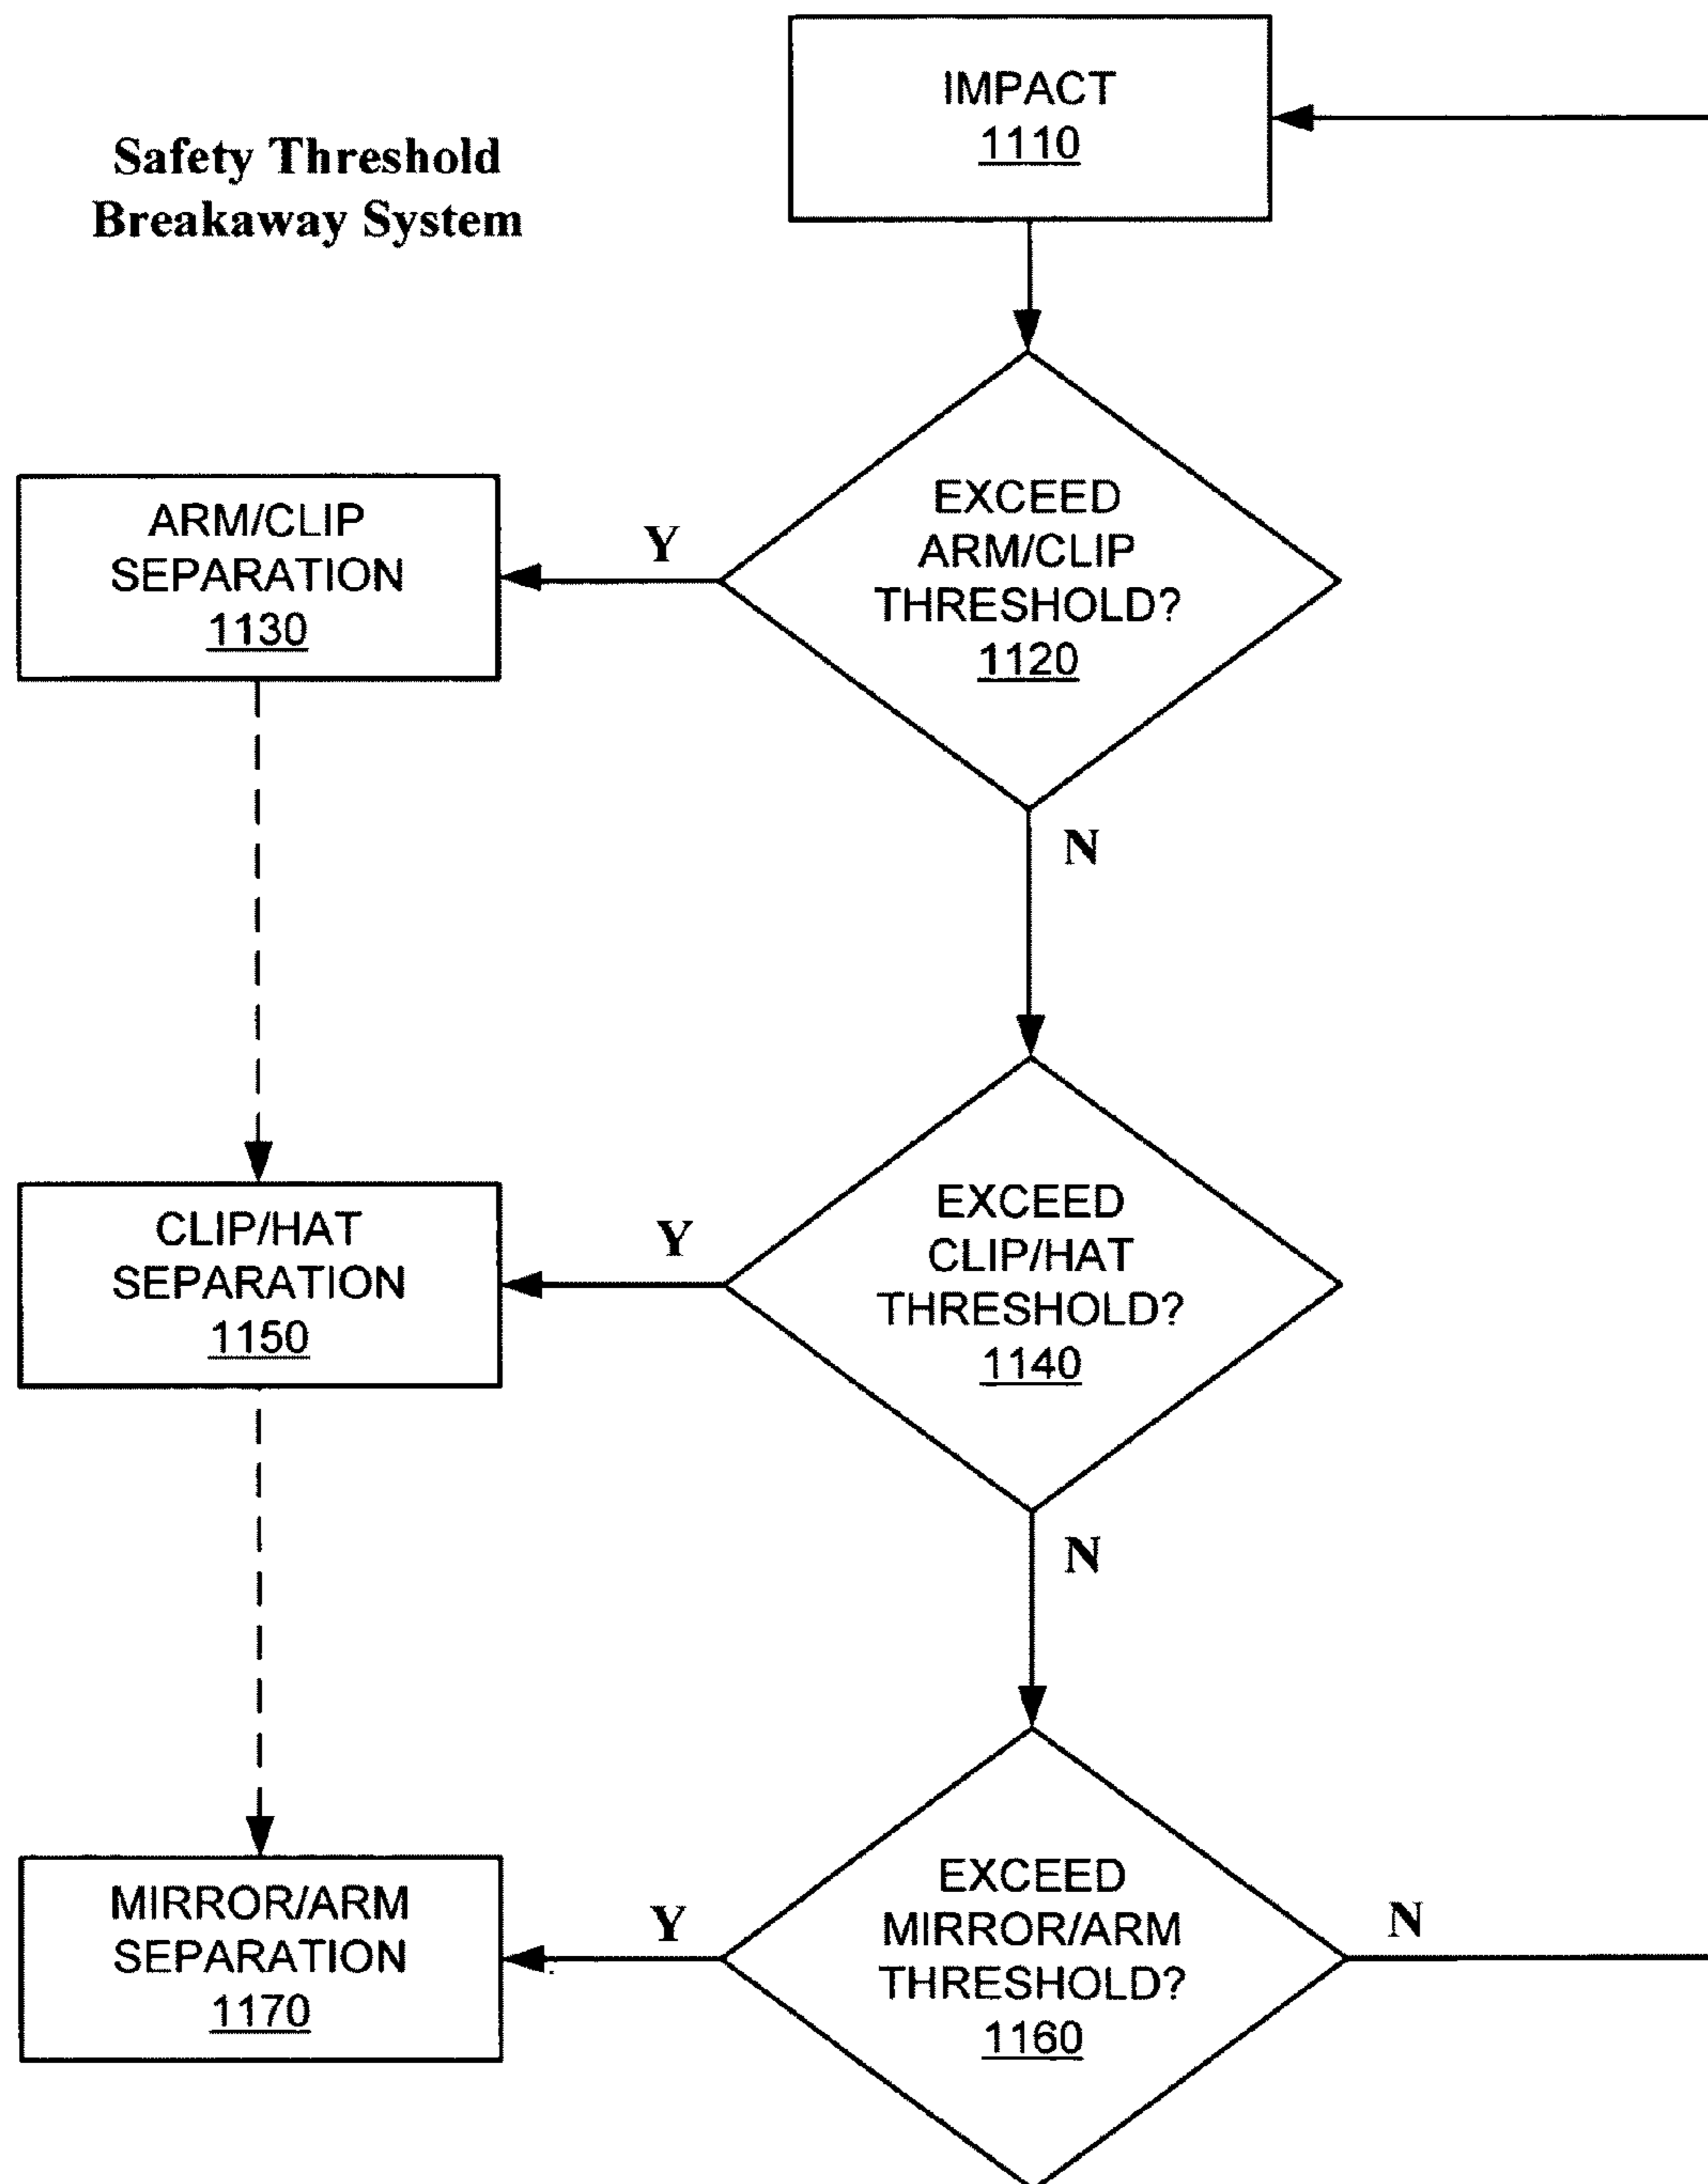 IMPACT
1110
Safety Threshold
Breakaway System
EXCEED
ARM/CLIP
THRESHOLD?
1120
Y
ARM/CLIP
SEPARATION
1130
N
EXCEED
CLIP/HAT
THRESHOLD?
1140
Y
CLIP/HAT
SEPARATION
1150
N
EXCEED
MIRROR/ARM
THRESHOLD?
1160
Y
N
MIRROR/ARM
SEPARATION
1170